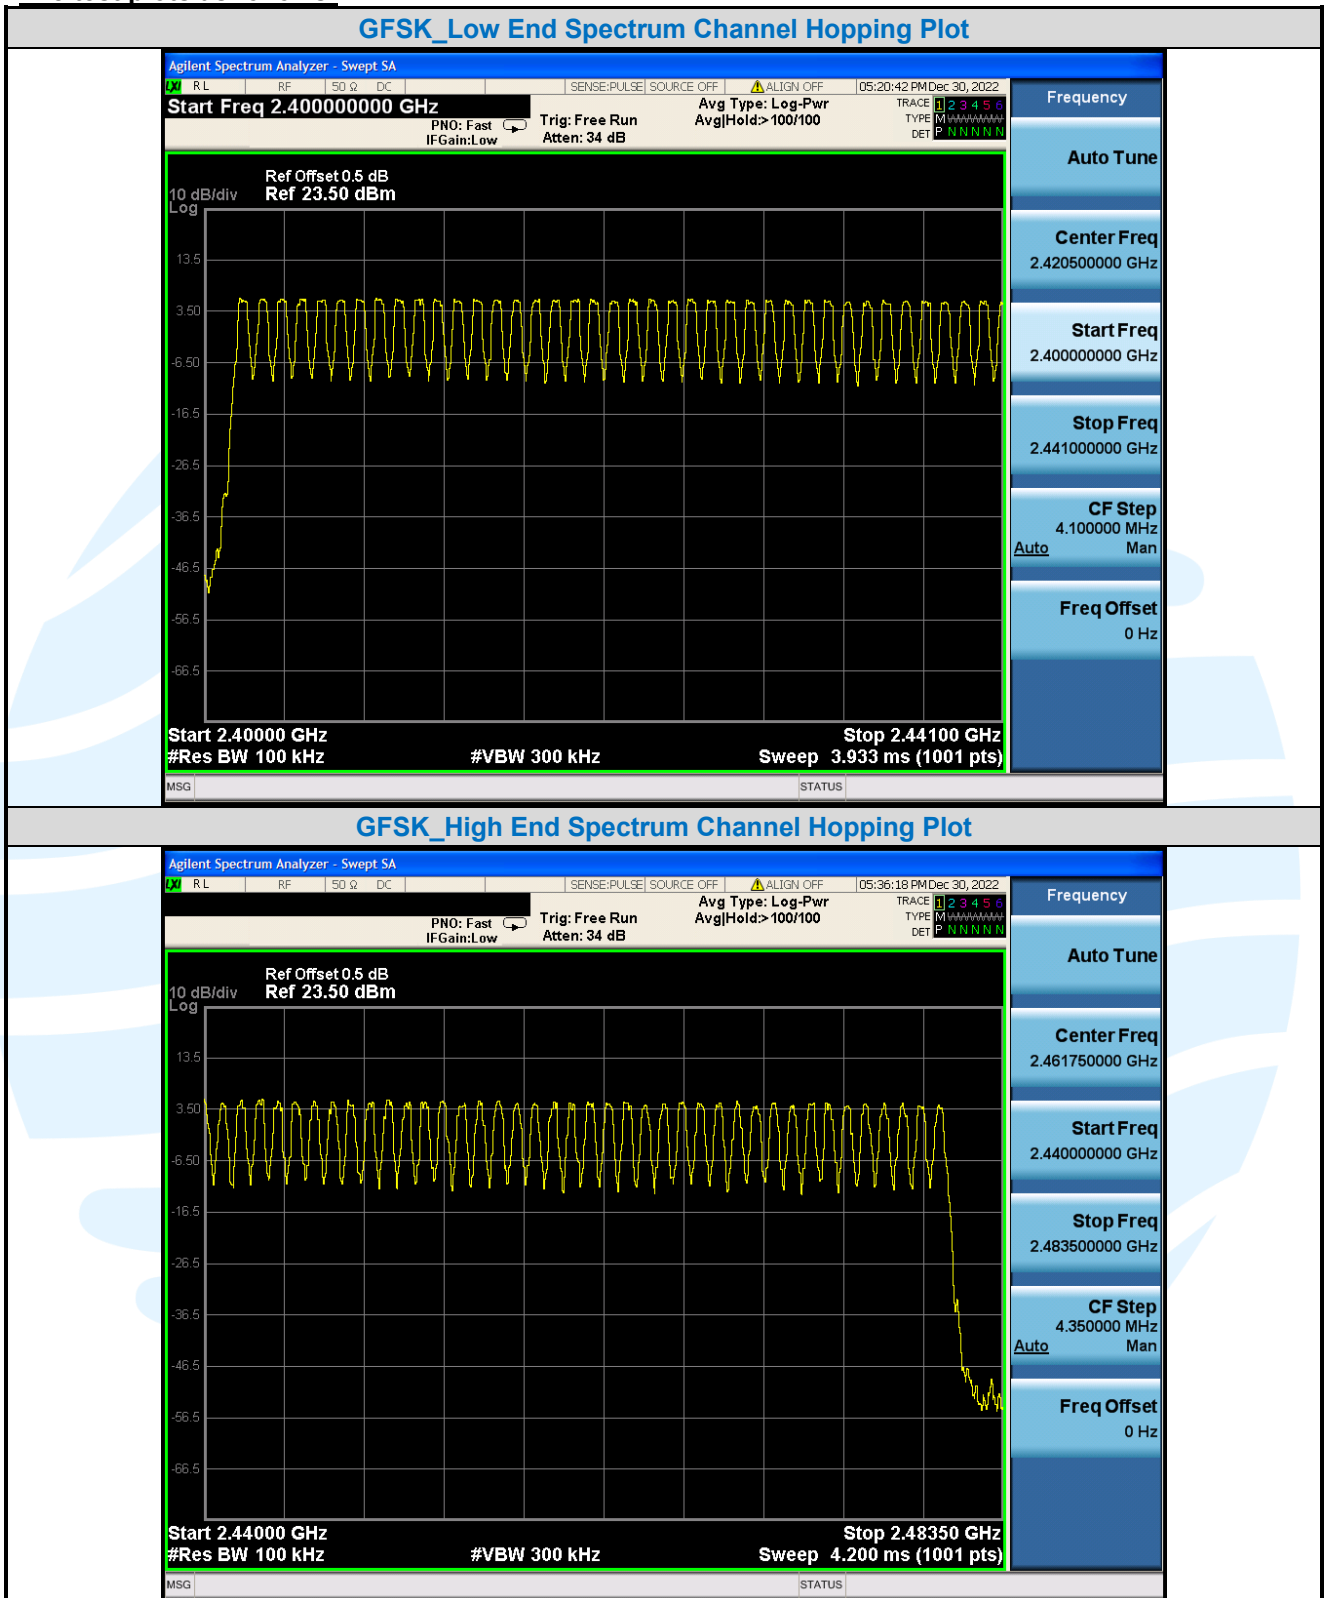 GFSK_Low End Spectrum Channel Hopping Plot
Agilent Spectrum Analyzer - Swept SA
LXI RL RF 50 Ω DC SENSE:PULSE SOURCE OFF ALIGN OFF 05:20:42 PM Dec 30, 2022
Start Freq 2.400000000 GHz
PNO: Fast
IFGain:Low
Trig: Free Run
Atten: 34 dB
Avg Type: Log-Pwr
Avg|Hold:>100/100
TRACE 1 2 3 4 5 6
TYPE M
DET P N N N N N
Frequency
Auto Tune
Center Freq
2.420500000 GHz
Start Freq
2.400000000 GHz
Stop Freq
2.441000000 GHz
CF Step
4.100000 MHz
Auto Man
Freq Offset
0 Hz
Ref Offset 0.5 dB
10 dB/div Ref 23.50 dBm
Log
13.5
3.50
-6.50
-16.5
-26.5
-36.5
-46.5
-56.5
-66.5
Start 2.40000 GHz Stop 2.44100 GHz
#Res BW 100 kHz #VBW 300 kHz Sweep 3.933 ms (1001 pts)
MSG STATUS
GFSK_High End Spectrum Channel Hopping Plot
Agilent Spectrum Analyzer - Swept SA
LXI RL RF 50 Ω DC SENSE:PULSE SOURCE OFF ALIGN OFF 05:36:18 PM Dec 30, 2022
PNO: Fast
IFGain:Low
Trig: Free Run
Atten: 34 dB
Avg Type: Log-Pwr
Avg|Hold:>100/100
TRACE 1 2 3 4 5 6
TYPE M
DET P N N N N N
Frequency
Auto Tune
Center Freq
2.461750000 GHz
Start Freq
2.440000000 GHz
Stop Freq
2.483500000 GHz
CF Step
4.350000 MHz
Auto Man
Freq Offset
0 Hz
Ref Offset 0.5 dB
10 dB/div Ref 23.50 dBm
Log
13.5
3.50
-6.50
-16.5
-26.5
-36.5
-46.5
-56.5
-66.5
Start 2.44000 GHz Stop 2.48350 GHz
#Res BW 100 kHz #VBW 300 kHz Sweep 4.200 ms (1001 pts)
MSG STATUS